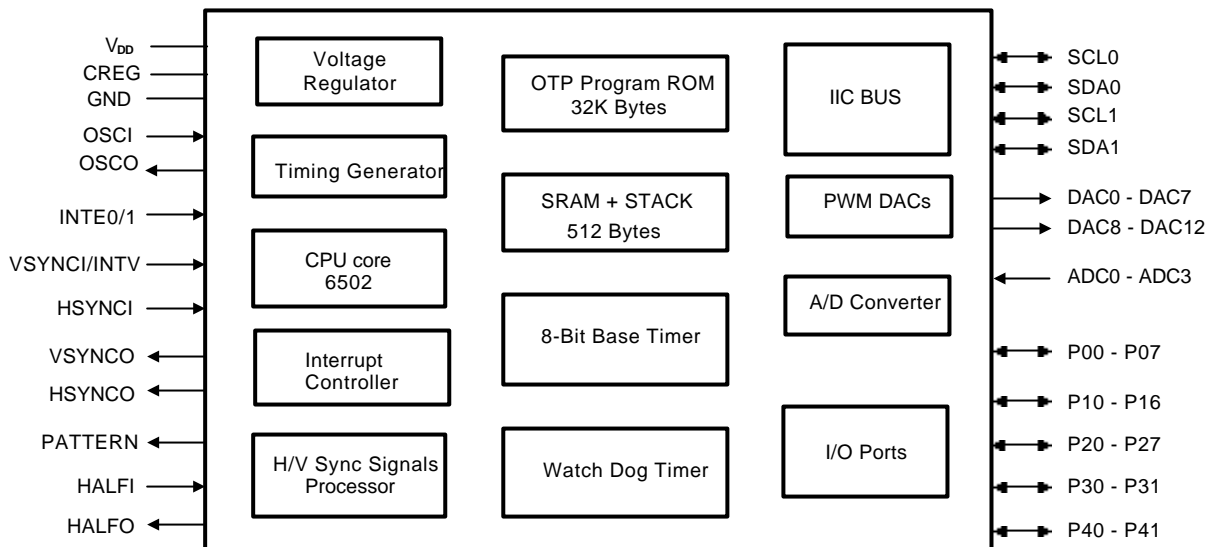 VDD
CREG
GND
OSCI
OSCO
INTE0/1
VSYNCI/INTV
HSYNCI
VSYNCO
HSYNCO
PATTERN
HALFI
HALFO
Voltage
Regulator
Timing Generator
CPU core
6502
Interrupt
Controller
H/V Sync Signals
Processor
OTP Program ROM
32K Bytes
SRAM + STACK
512 Bytes
8-Bit Base Timer
Watch Dog Timer
IIC BUS
PWM DACs
A/D Converter
I/O Ports
SCL0
SDA0
SCL1
SDA1
DAC0 - DAC7
DAC8 - DAC12
ADC0 - ADC3
P00 - P07
P10 - P16
P20 - P27
P30 - P31
P40 - P41